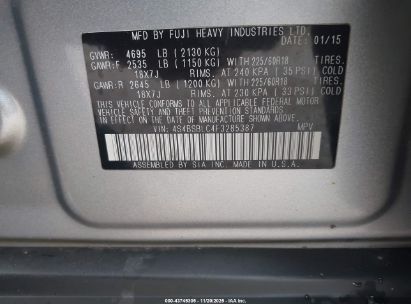 MFD BY FUJI HEAVY INDUSTRIES LTD.
DATE: 01/15
GVWR: 4695 LB (2130 KG)
GAWR:F 2535 LB (1150 KG) WITH 225/60R18 TIRES.
18X7J RIMS. AT 240 KPA (35 PSI) COLD
GAWR:R 2645 LB (1200 KG) WITH 225/60R18 TIRES.
18X7J RIMS. AT 230 KPA (33 PSI) COLD
THIS VEHICLE CONFORMS TO ALL APPLICABLE FEDERAL MOTOR
VEHICLE SAFETY, BUMPER, AND THEFT PREVENTION STANDARDS
IN EFFECT ON THE DATE OF MANUFACTURE SHOWN ABOVE.
VIN: 4S4BSBLC4F3285387 MPV
ASSEMBLED BY SIA INC. MADE IN U.S.A.